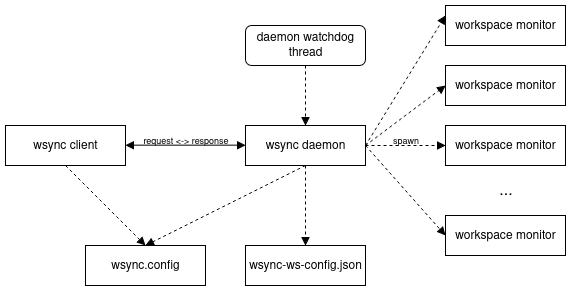 workspace monitor
daemon watchdog
thread
workspace monitor
wsync client
request <-> response
wsync daemon
spawn
workspace monitor
...
workspace monitor
wsync.config
wsync-ws-config.json